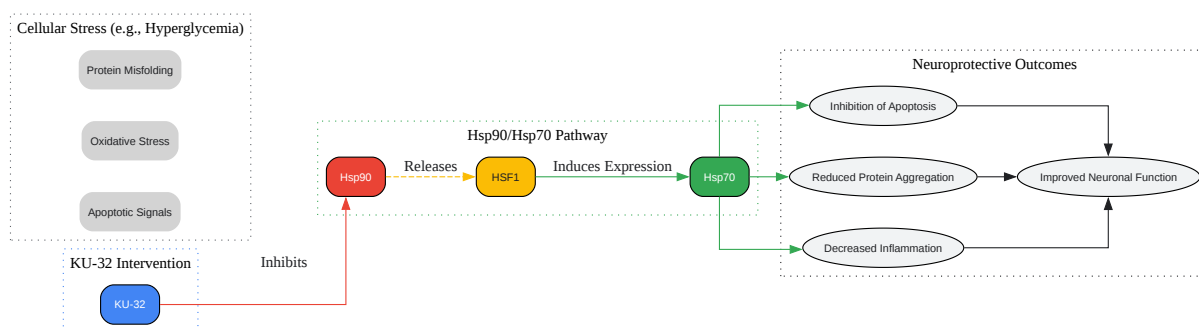 Cellular Stress (e.g., Hyperglycemia)
Protein Misfolding
Oxidative Stress
Apoptotic Signals
KU-32 Intervention
KU-32
Inhibits
Hsp90/Hsp70 Pathway
Hsp90
Releases
HSF1
Induces Expression
Hsp70
Neuroprotective Outcomes
Inhibition of Apoptosis
Reduced Protein Aggregation
Decreased Inflammation
Improved Neuronal Function